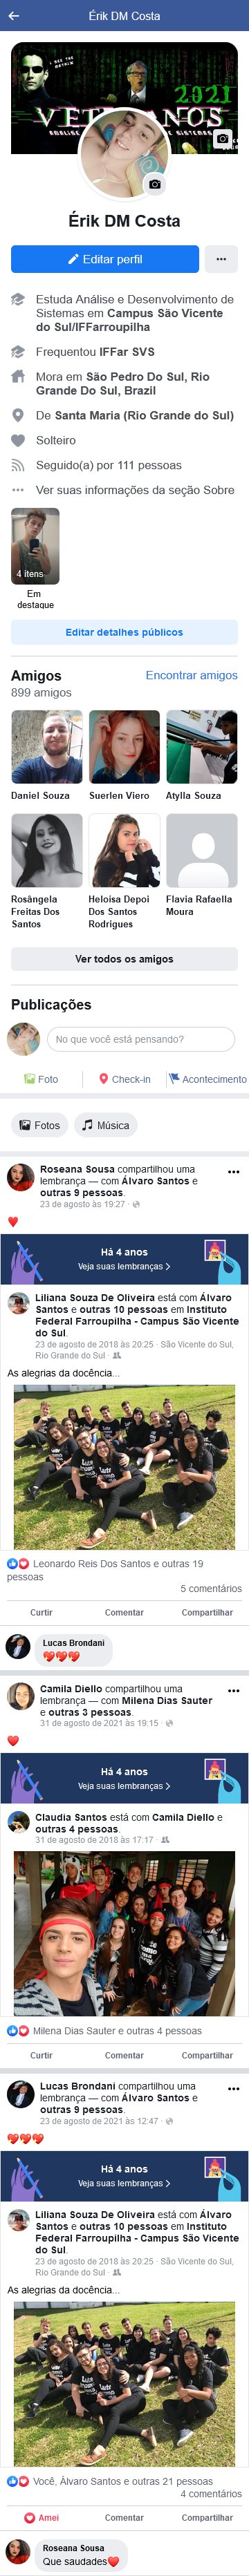 Érik DM Costa
I SEE THE MATRIX
2021
VETERANOS
Érik DM Costa
Editar perfil
Estuda Análise e Desenvolvimento de
Sistemas em Campus São Vicente
do Sul/IFFarroupilha
Frequentou IFFar SVS
Mora em São Pedro Do Sul, Rio
Grande Do Sul, Brazil
De Santa Maria (Rio Grande do Sul)
Solteiro
Seguido(a) por 111 pessoas
Ver suas informações da seção Sobre
4 itens
Em
destaque
Editar detalhes públicos
Amigos
Encontrar amigos
899 amigos
Daniel Souza
Suerlen Viero
Atylla Souza
Rosângela
Freitas Dos
Santos
Heloisa Depoi
Dos Santos
Rodrigues
Flavia Rafaella
Moura
Ver todos os amigos
Publicações
No que você está pensando?
Foto
Check-in
Acontecimento
Fotos
Música
Roseana Sousa compartilhou uma
lembrança — com Álvaro Santos e
outras 9 pessoas.
23 de agosto às 19:27 ·
❤️
Há 4 anos
Veja suas lembranças
Liliana Souza De Oliveira está com Álvaro
Santos e outras 10 pessoas em Instituto
Federal Farroupilha - Campus São Vicente
do Sul.
23 de agosto de 2018 às 20:25 · São Vicente do Sul,
Rio Grande do Sul ·
As alegrias da docência...
Leonardo Reis Dos Santos e outras 19
pessoas
5 comentários
Curtir
Comentar
Compartilhar
Lucas Brondani
💖💖💖
Camila Diello compartilhou uma
lembrança — com Milena Dias Sauter
e outras 3 pessoas.
31 de agosto de 2021 às 19:15 ·
❤️
Há 4 anos
Veja suas lembranças
Claudia Santos está com Camila Diello e
outras 4 pessoas.
31 de agosto de 2018 às 17:17 ·
Milena Dias Sauter e outras 4 pessoas
Curtir
Comentar
Compartilhar
Lucas Brondani compartilhou uma
lembrança — com Álvaro Santos e
outras 9 pessoas.
23 de agosto de 2021 às 12:47 ·
💖💖💖
Há 4 anos
Veja suas lembranças
Liliana Souza De Oliveira está com Álvaro
Santos e outras 10 pessoas em Instituto
Federal Farroupilha - Campus São Vicente
do Sul.
23 de agosto de 2018 às 20:25 · São Vicente do Sul,
Rio Grande do Sul ·
As alegrias da docência...
Você, Álvaro Santos e outras 21 pessoas
4 comentários
Amei
Comentar
Compartilhar
Roseana Sousa
Que saudades❤️